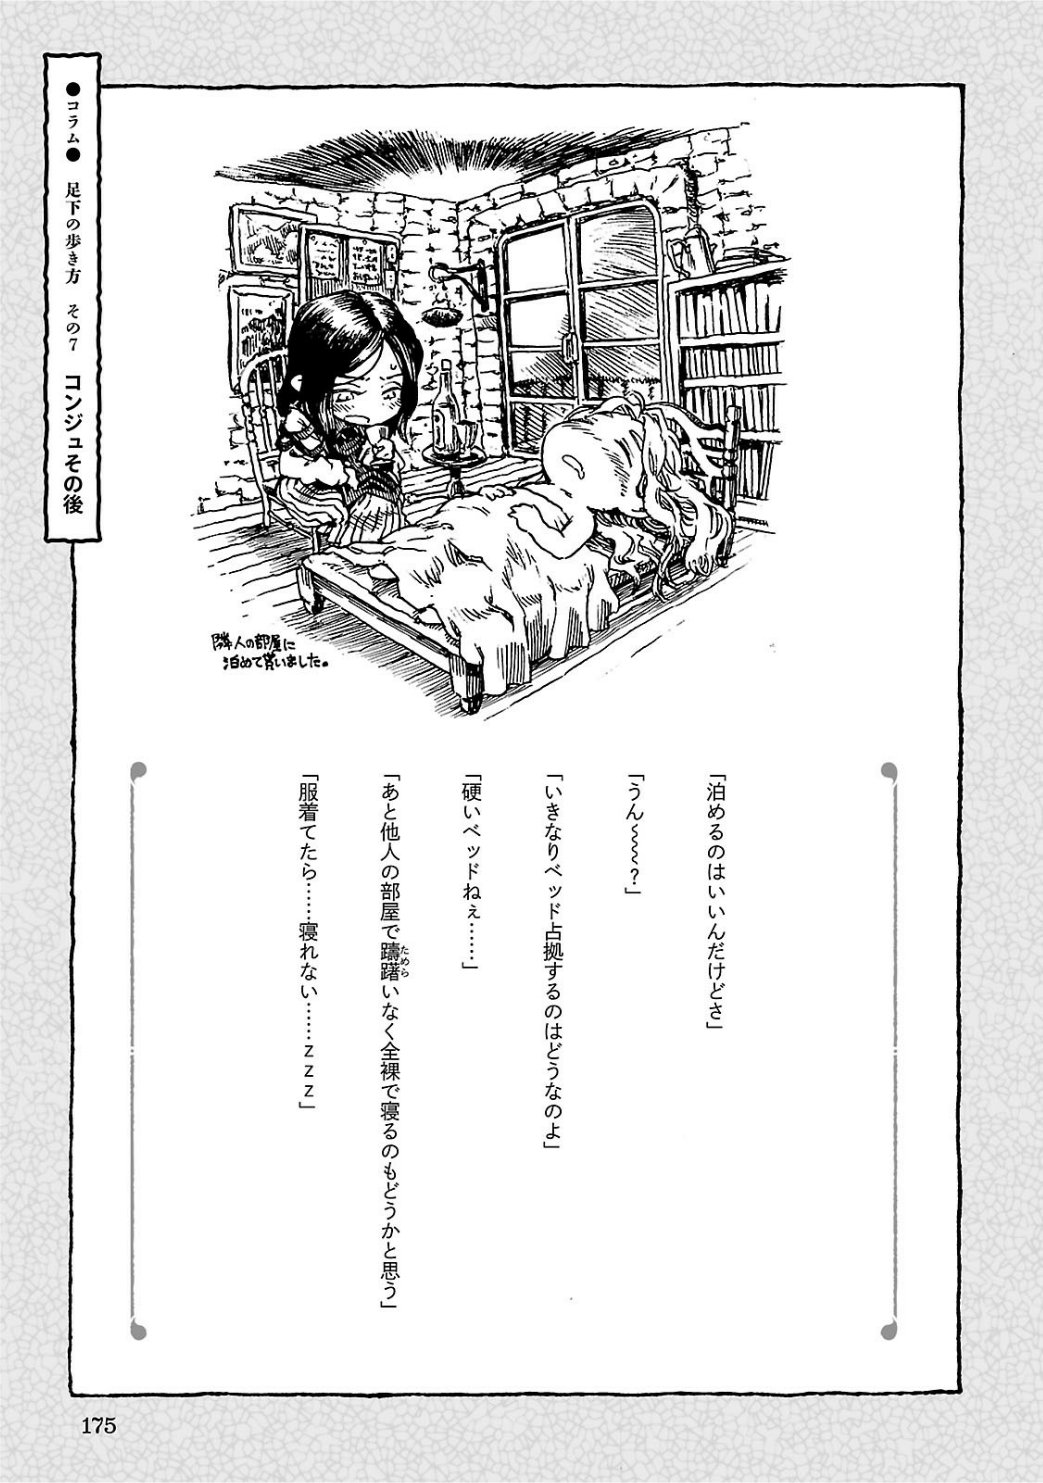 ●コラム● 足下の歩き方 その7 コンジュその後
隣人の部屋に
泊めて貰いました。
「泊めるのはいいんだけどさ」
「うん～～～?」
「いきなりベッド占拠するのはどうなのよ」
「硬いベッドねぇ……」
「あと他人の部屋で躊躇いなく全裸で寝るのもどうかと思う」
ためら
「服着てたら……寝れない……zzz」
175